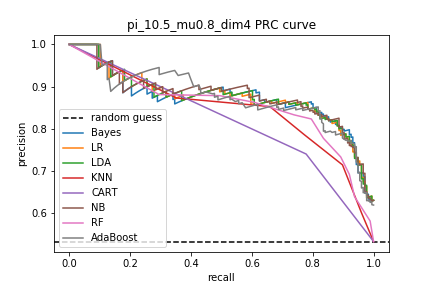 pi_10.5_mu0.8_dim4 PRC curve
1.0
0.9
0.8
0.7
0.6
precision
random guess
Bayes
LR
LDA
KNN
CART
NB
RF
AdaBoost
0.0 0.2 0.4 0.6 0.8 1.0
recall